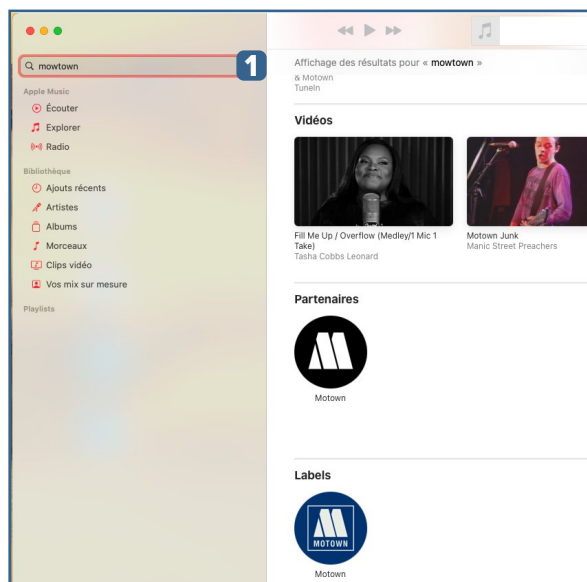 mowtown
1
Apple Music
Écouter
Explorer
Radio
Bibliothèque
Ajouts récents
Artistes
Albums
Morceaux
Clips vidéo
Vos mix sur mesure
Playlists
Affichage des résultats pour « mowtown »
& Motown
TuneIn
Vidéos
Fill Me Up / Overflow (Medley/1 Mic 1
Take)
Tasha Cobbs Leonard
Motown Junk
Manic Street Preachers
Partenaires
Motown
Labels
MOTOWN
Motown